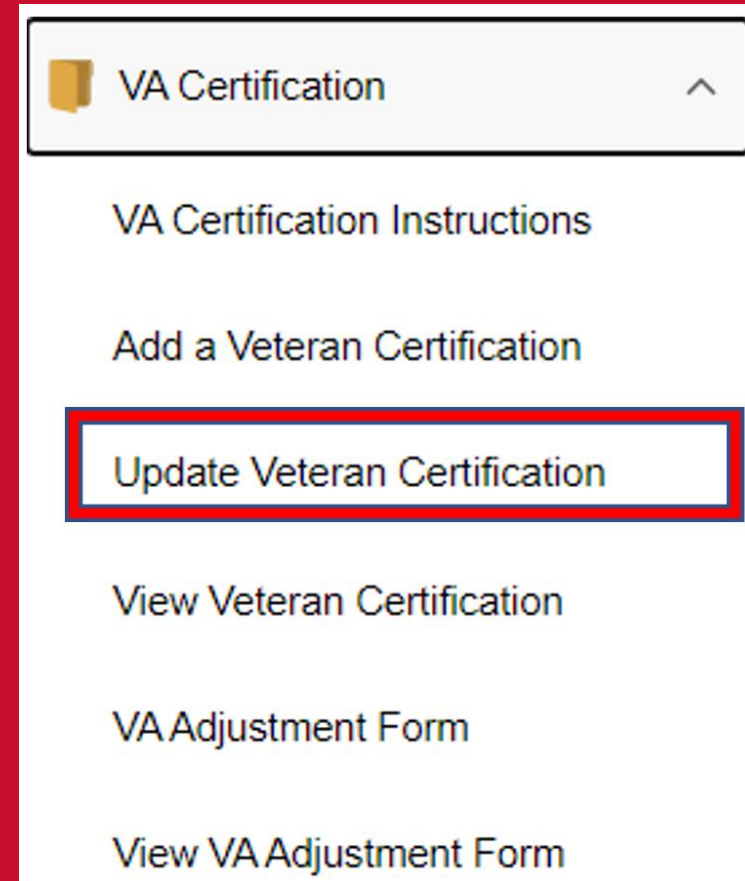 VA Certification
VA Certification Instructions
Add a Veteran Certification
Update Veteran Certification
View Veteran Certification
VA Adjustment Form
View VA Adjustment Form